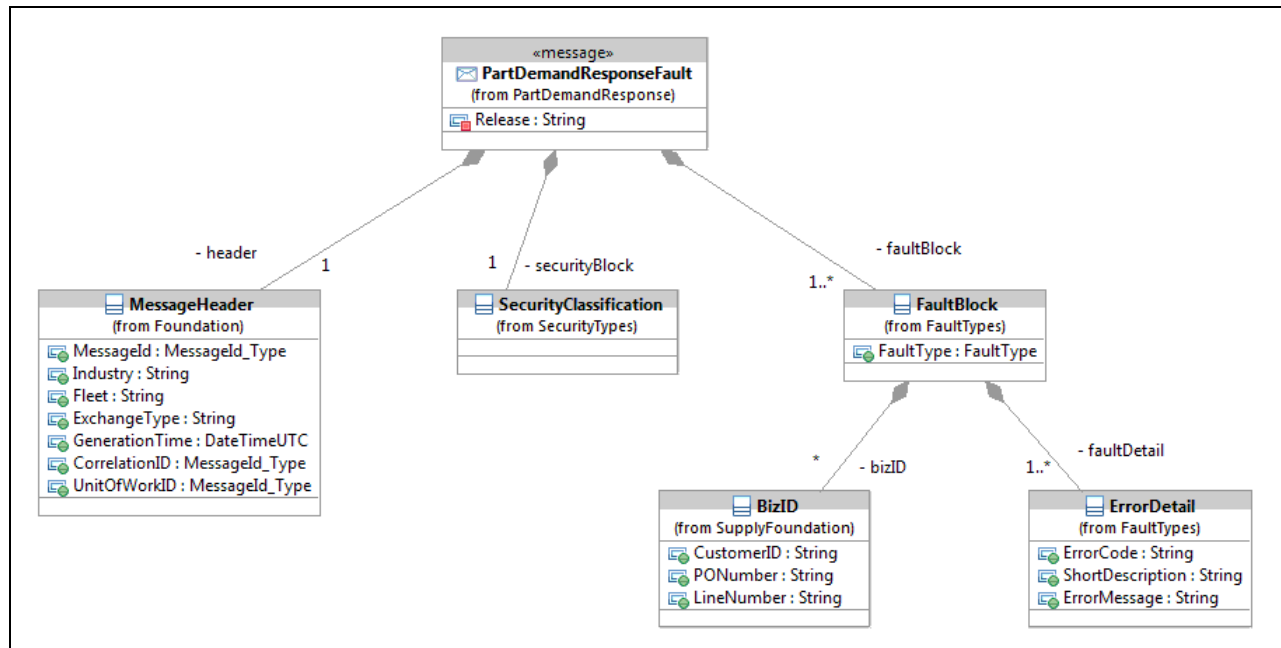 «message»
PartDemandResponseFault
(from PartDemandResponse)
Release : String
- header
1
1
- securityBlock
- faultBlock
1..*
MessageHeader
(from Foundation)
MessageId : MessageId_Type
Industry : String
Fleet : String
ExchangeType : String
GenerationTime : DateTimeUTC
CorrelationID : MessageId_Type
UnitOfWorkID : MessageId_Type
SecurityClassification
(from SecurityTypes)
FaultBlock
(from FaultTypes)
FaultType : FaultType
*
- bizID
- faultDetail
1..*
BizID
(from SupplyFoundation)
CustomerID : String
PONumber : String
LineNumber : String
ErrorDetail
(from FaultTypes)
ErrorCode : String
ShortDescription : String
ErrorMessage : String